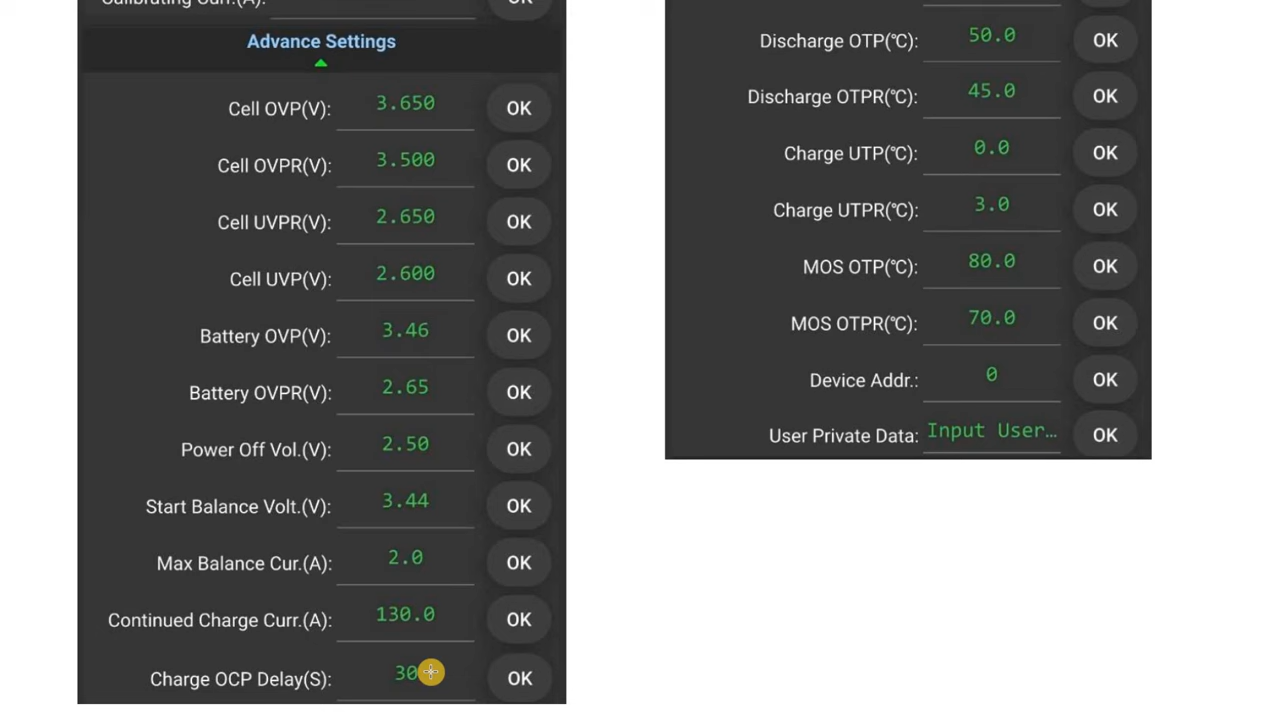 Calibrating Curr.(A):
OK
Advance Settings
Cell OVP(V): 3.650 OK
Cell OVPR(V): 3.500 OK
Cell UVPR(V): 2.650 OK
Cell UVP(V): 2.600 OK
Battery OVP(V): 3.46 OK
Battery OVPR(V): 2.65 OK
Power Off Vol.(V): 2.50 OK
Start Balance Volt.(V): 3.44 OK
Max Balance Cur.(A): 2.0 OK
Continued Charge Curr.(A): 130.0 OK
Charge OCP Delay(S): 30 OK
Discharge OTP(℃): 50.0 OK
Discharge OTPR(℃): 45.0 OK
Charge UTP(℃): 0.0 OK
Charge UTPR(℃): 3.0 OK
MOS OTP(℃): 80.0 OK
MOS OTPR(℃): 70.0 OK
Device Addr.: 0 OK
User Private Data: Input User… OK